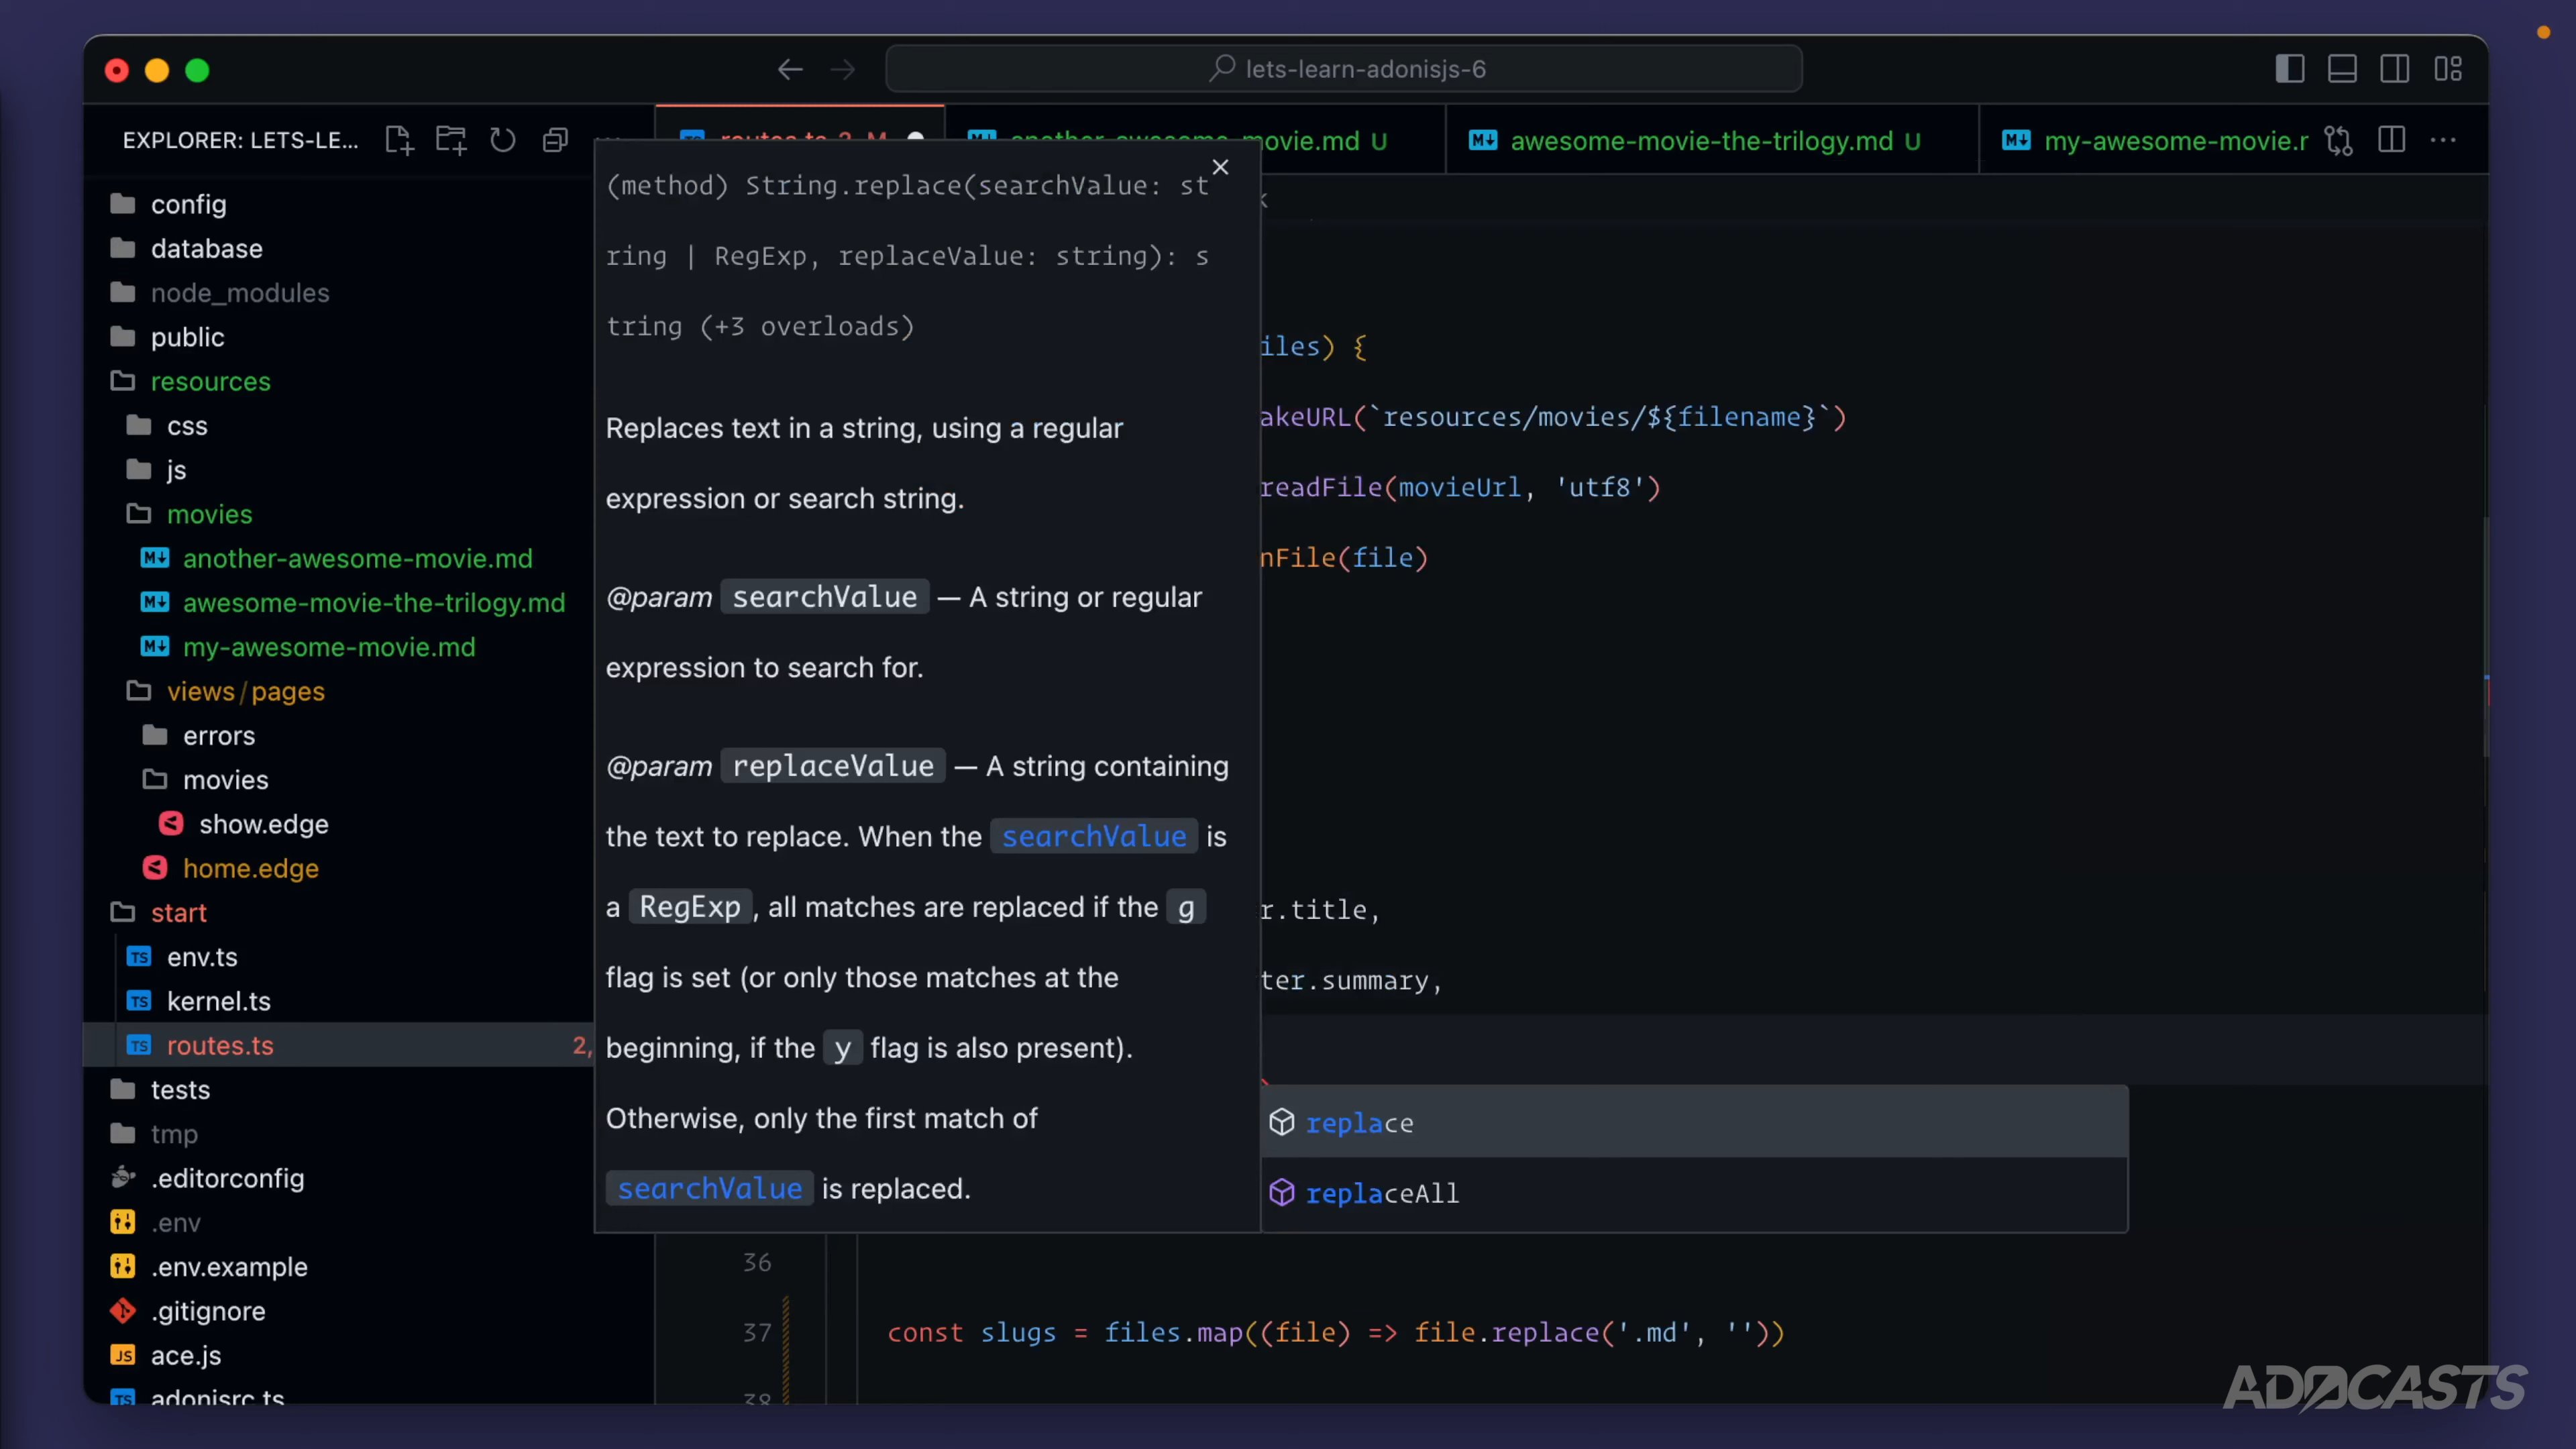 lets-learn-adonisjs-6
EXPLORER: LETS-LE...
awesome-movie-the-trilogy.md U
my-awesome-movie.r
config
database
node_modules
public
resources
css
js
movies
another-awesome-movie.md
awesome-movie-the-trilogy.md
my-awesome-movie.md
views/pages
errors
movies
show.edge
home.edge
start
env.ts
kernel.ts
routes.ts 2,
tests
tmp
.editorconfig
.env
.env.example
.gitignore
ace.js
adonisrc.ts
(method) String.replace(searchValue: st
ring | RegExp, replaceValue: string): s
tring (+3 overloads)
Replaces text in a string, using a regular
expression or search string.
@param searchValue — A string or regular
expression to search for.
@param replaceValue — A string containing
the text to replace. When the searchValue is
a RegExp, all matches are replaced if the g
flag is set (or only those matches at the
beginning, if the y flag is also present).
Otherwise, only the first match of
searchValue is replaced.
iles) {
akeURL(`resources/movies/${filename}`)
readFile(movieUrl, 'utf8')
nFile(file)
r.title,
ter.summary,
replace
replaceAll
36
37 const slugs = files.map((file) => file.replace('.md', ''))
38
ADOCASTS